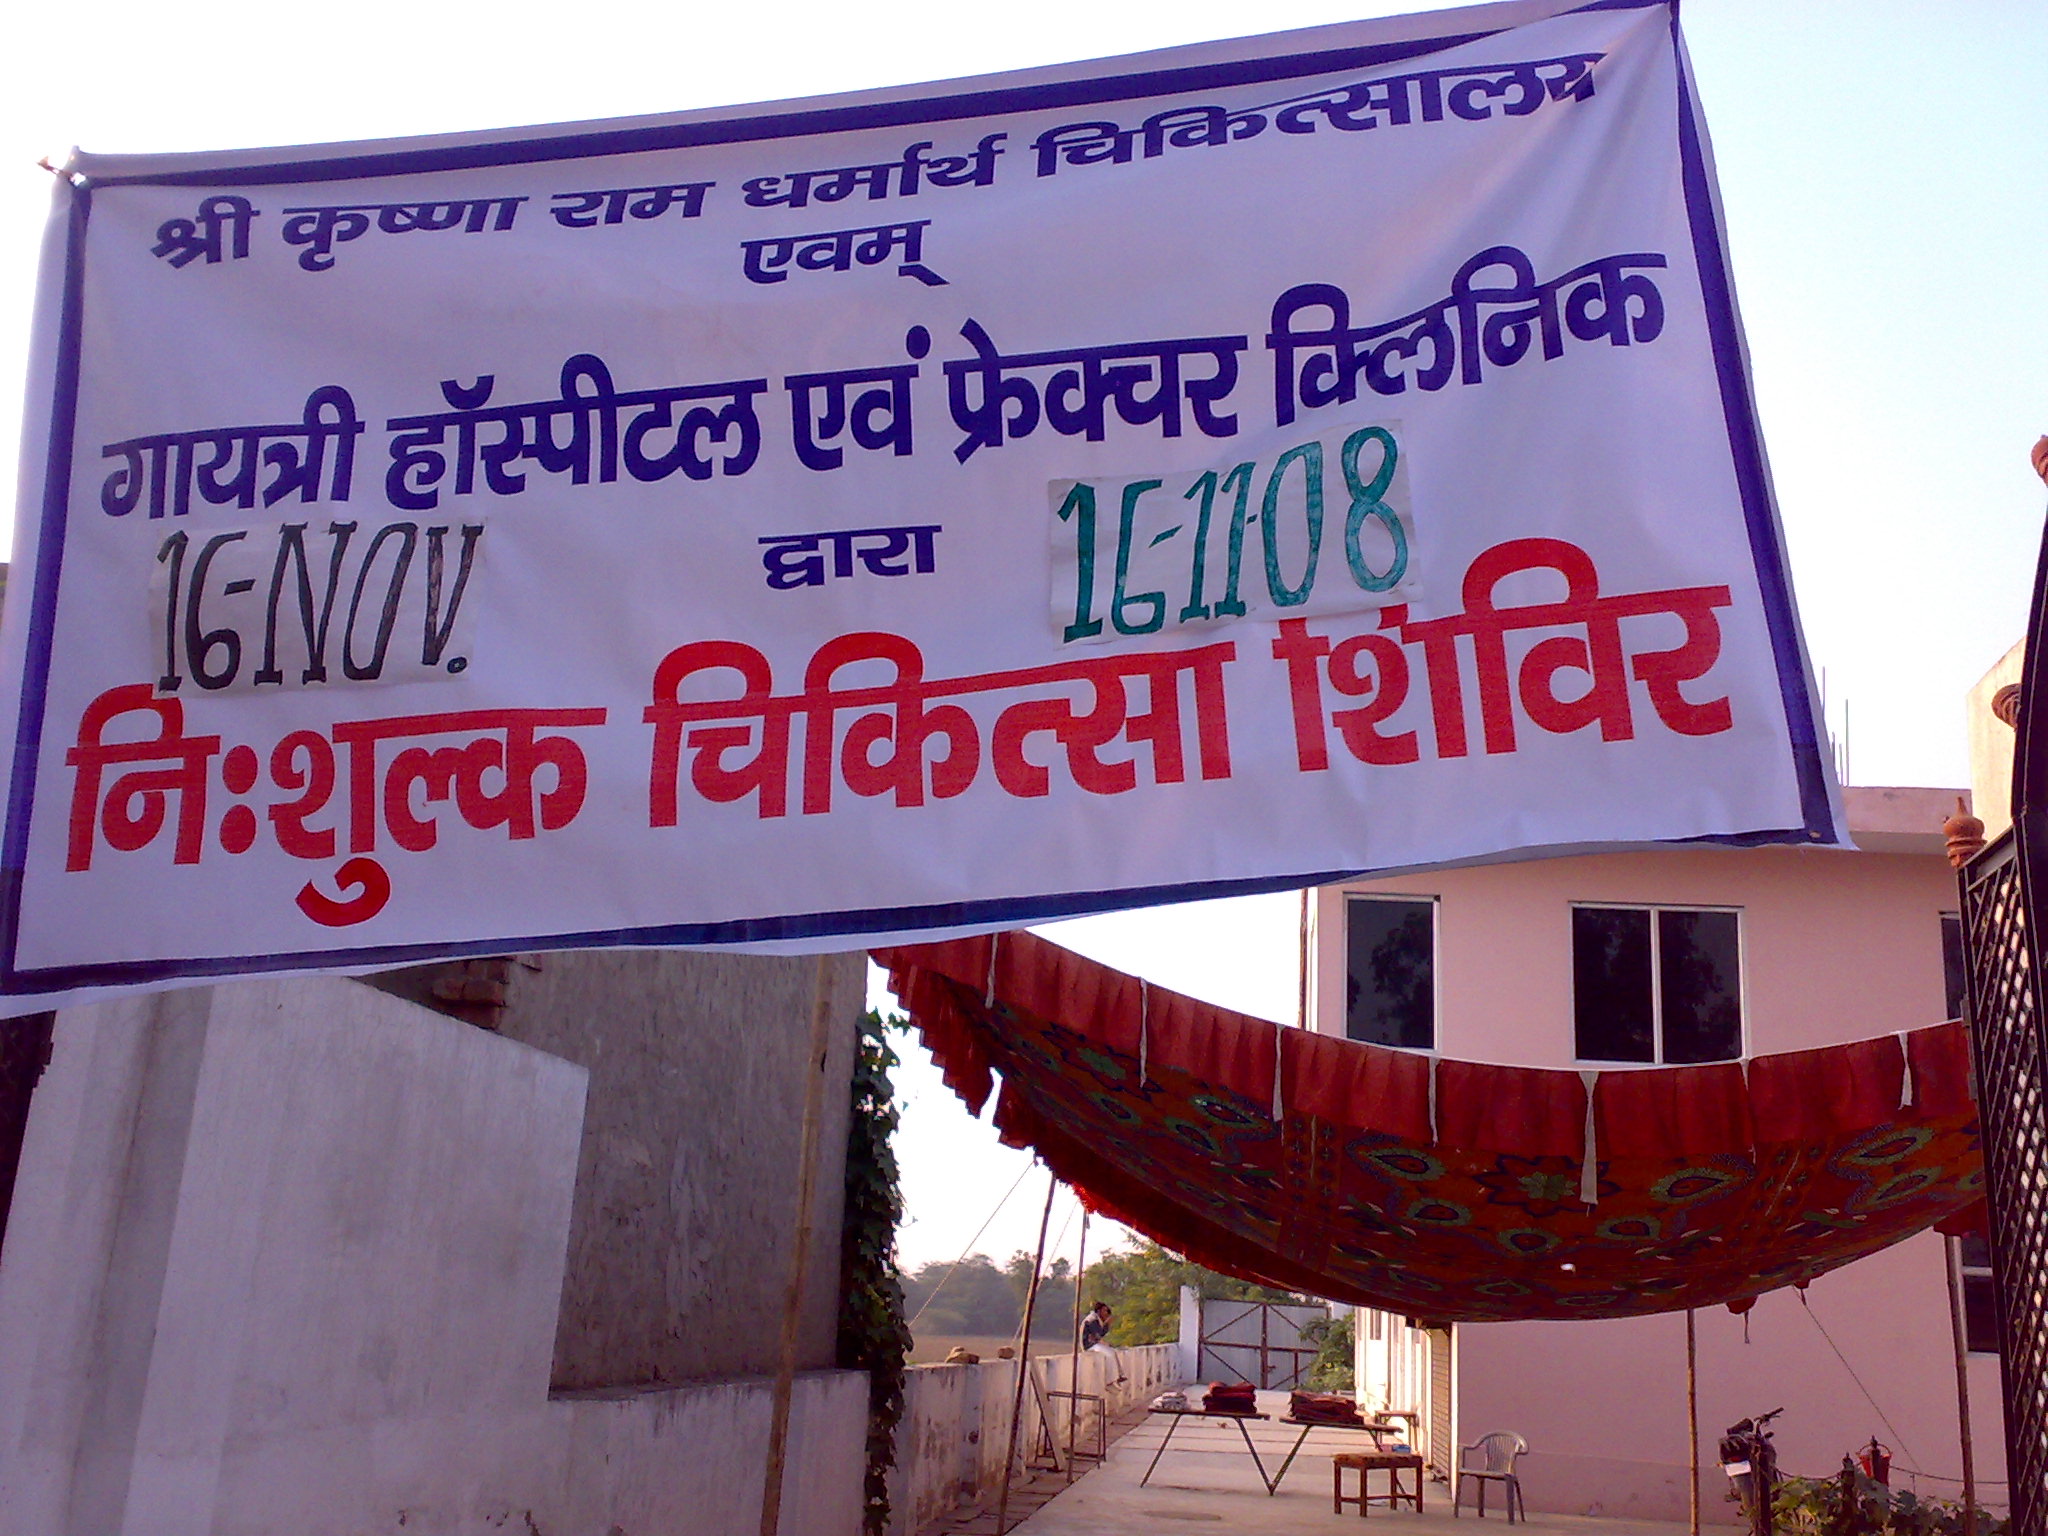 श्री कृष्णा राम धर्मार्थ चिकित्सालय
एवम्
गायत्री हॉस्पीटल एवं फ्रेक्चर क्लिनिक
16-NOV. द्वारा 16-11-08
निःशुल्क चिकित्सा शिविर